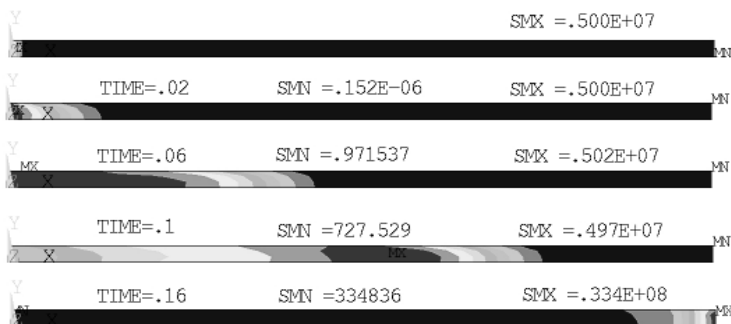 Y SMX =.500E+07
Z X MN
Y TIME=.02 SMN =.152E-06 SMX =.500E+07
X MN
Y TIME=.06 SMN =.971537 SMX =.502E+07
MX MN
Z X
Y TIME=.1 SMN =727.529 SMX =.497E+07
Z X MX MN
Y TIME=.16 SMN =334836 SMX =.334E+08
MX
Z X